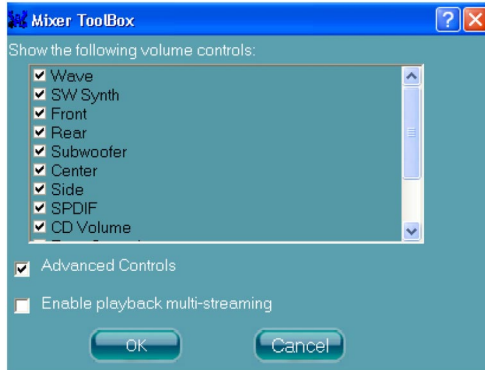 Mixer ToolBox
Show the following volume controls:
Wave
SW Synth
Front
Rear
Subwoofer
Center
Side
SPDIF
CD Volume
Advanced Controls
Enable playback multi-streaming
OK Cancel